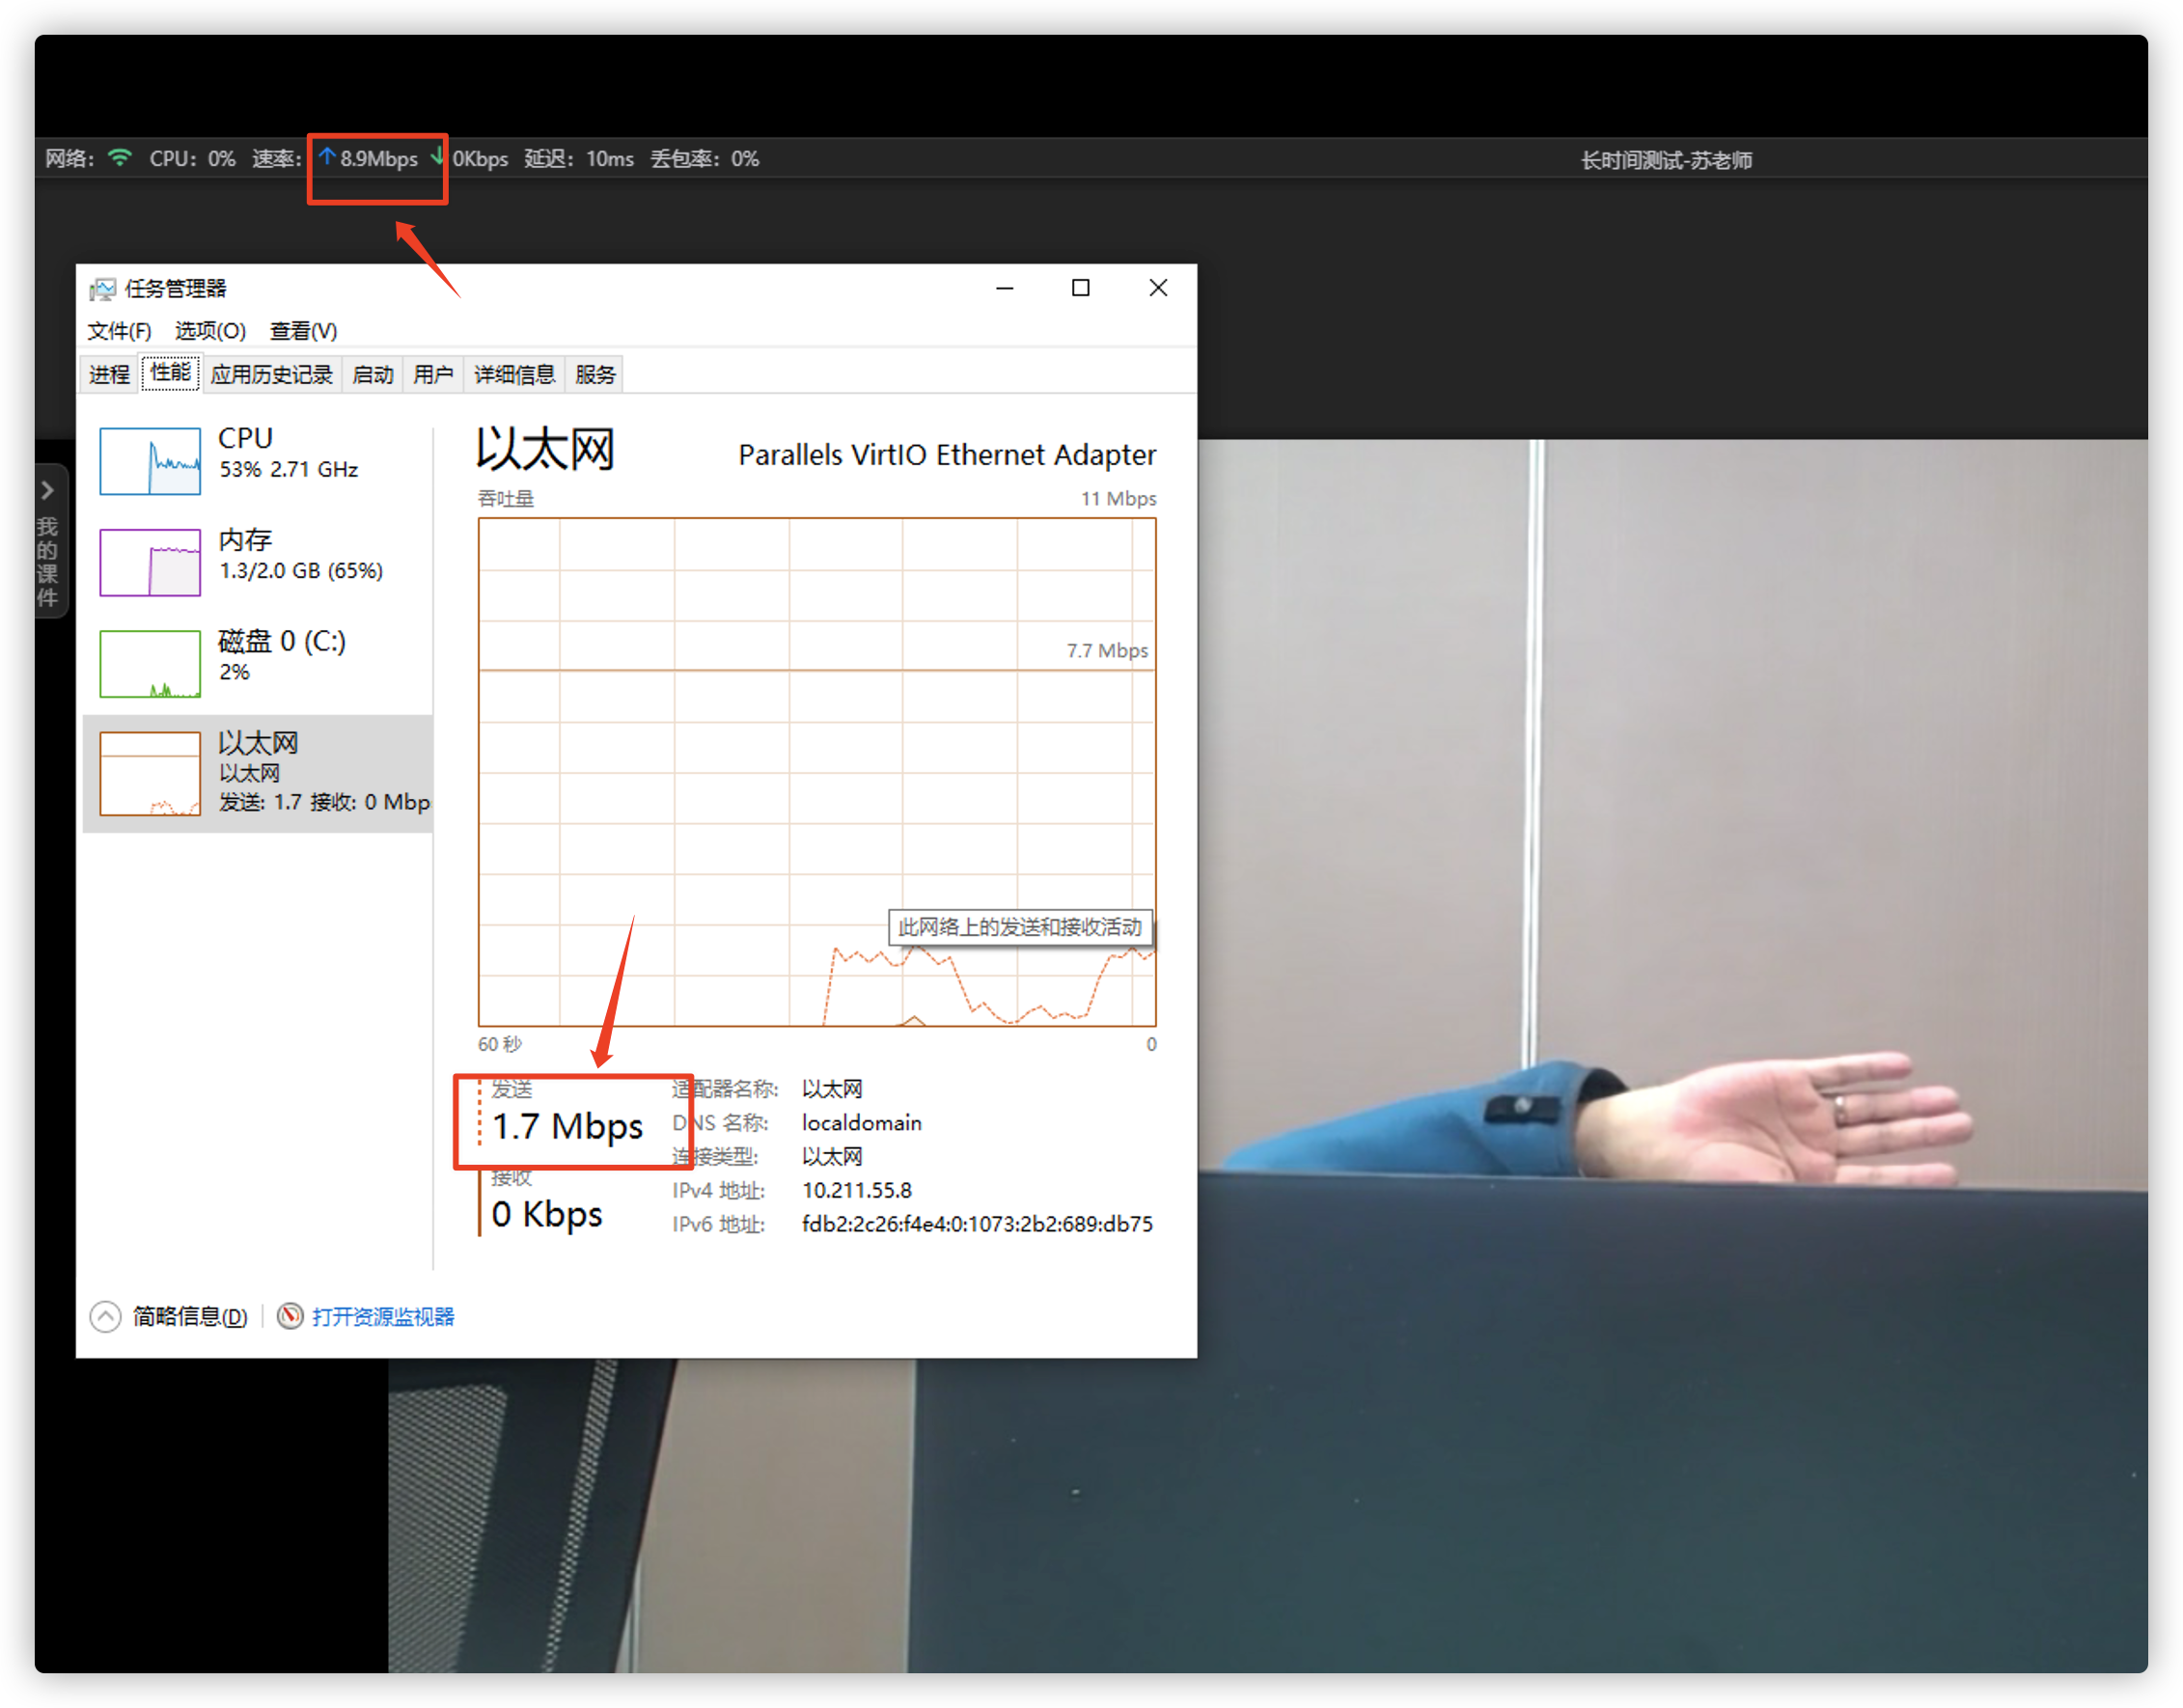 网络: CPU: 0% 速率: ↑8.9Mbps ↓0Kbps 延迟: 10ms 丢包率: 0%
长时间测试-苏老师
任务管理器
文件(F) 选项(O) 查看(V)
进程 性能 应用历史记录 启动 用户 详细信息 服务
我的课件
CPU
53% 2.71 GHz
内存
1.3/2.0 GB (65%)
磁盘 0 (C:)
2%
以太网
以太网
发送: 1.7 接收: 0 Mbp
以太网
Parallels VirtIO Ethernet Adapter
吞吐量
11 Mbps
7.7 Mbps
此网络上的发送和接收活动
60 秒
0
发送
1.7 Mbps
接收
0 Kbps
适配器名称: 以太网
DNS 名称: localdomain
连接类型: 以太网
IPv4 地址: 10.211.55.8
IPv6 地址: fdb2:2c26:f4e4:0:1073:2b2:689:db75
简略信息(D)
打开资源监视器